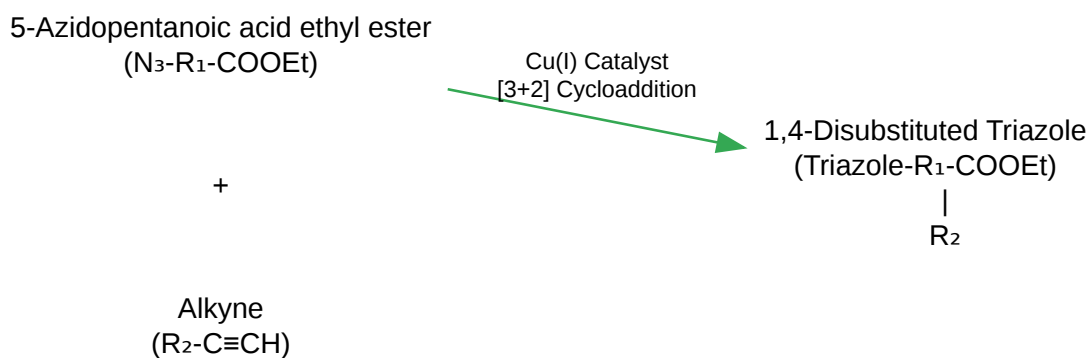 5-Azidopentanoic acid ethyl ester
(N₃-R₁-COOEt)
+
Alkyne
(R₂-C≡CH)
Cu(I) Catalyst
[3+2] Cycloaddition
1,4-Disubstituted Triazole
(Triazole-R₁-COOEt)
|
R₂